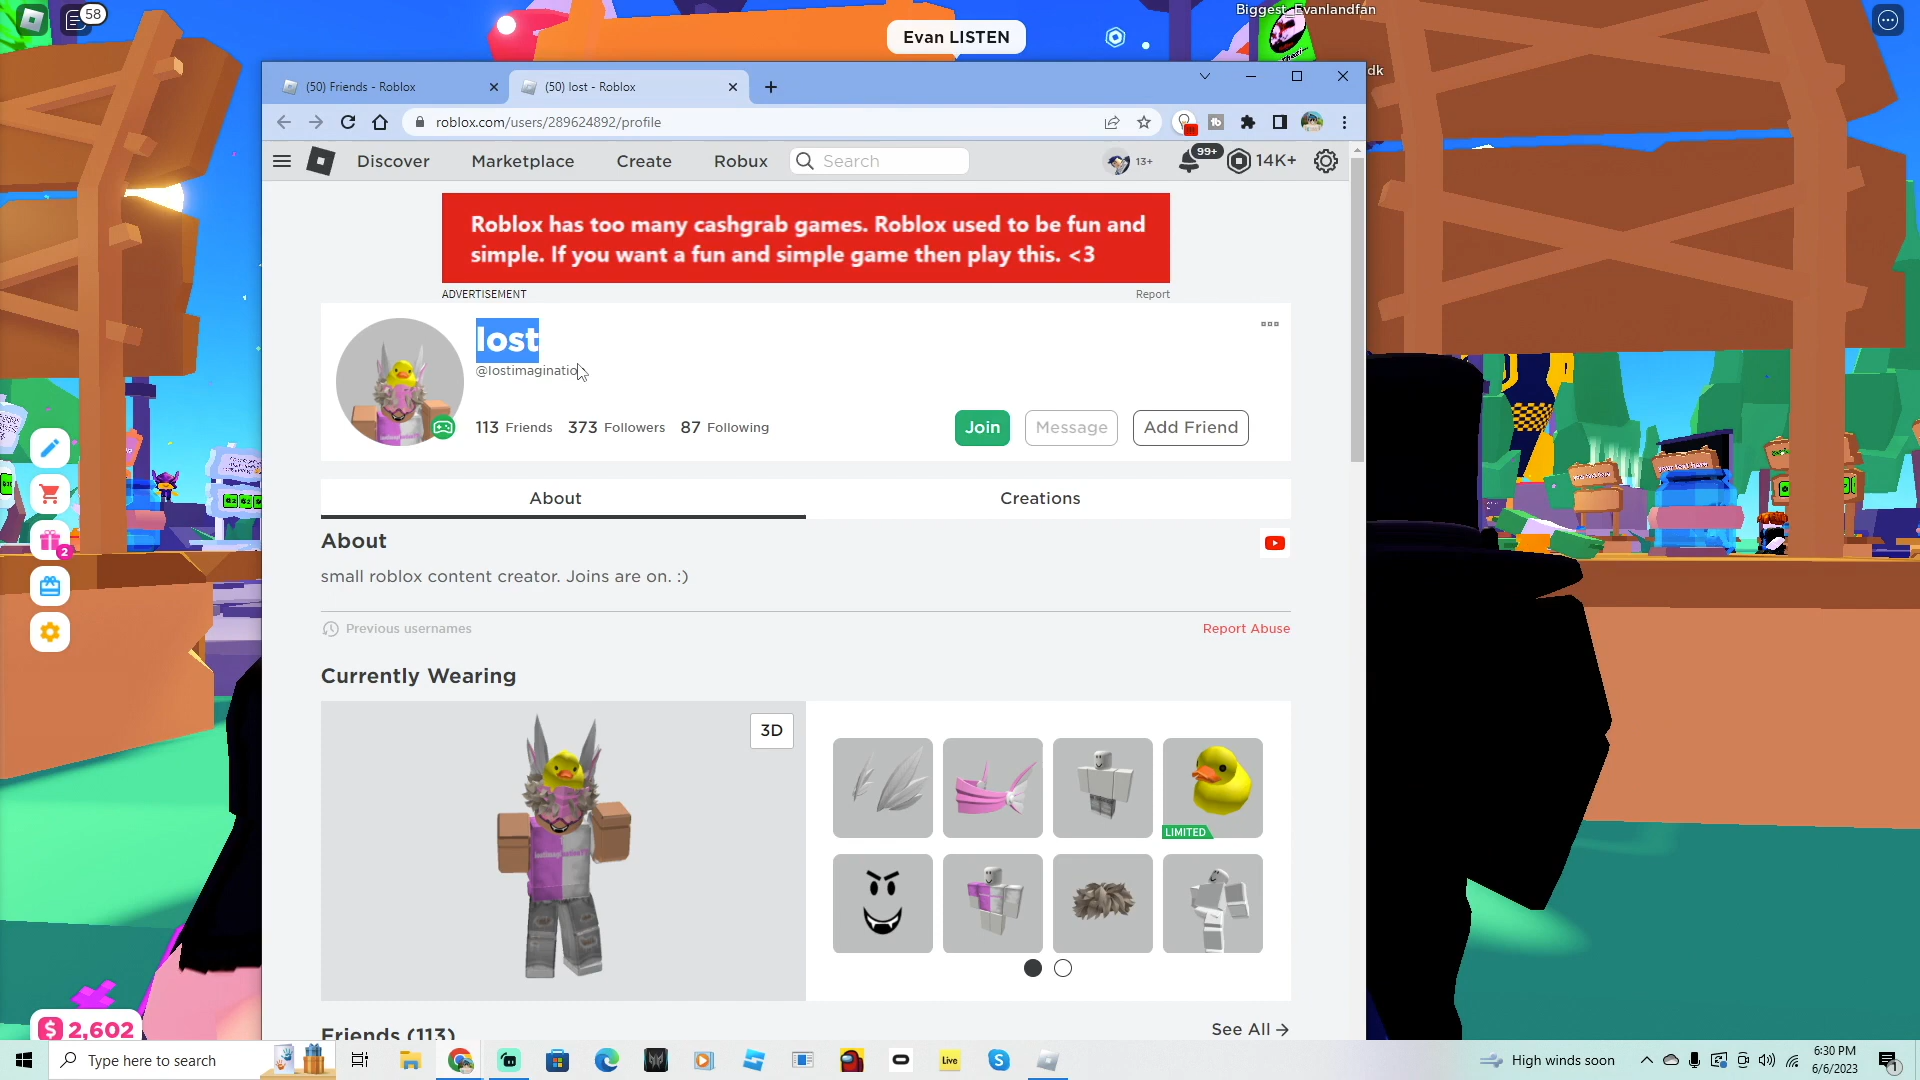 58
Biggest_Evanlandfan
Evan LISTEN
dk
(50) Friends - Roblox
(50) lost - Roblox
roblox.com/users/289624892/profile
Discover
Marketplace
Create
Robux
Search
13+
99+
14K+
Roblox has too many cashgrab games. Roblox used to be fun and
simple. If you want a fun and simple game then play this. <3
ADVERTISEMENT
Report
lost
@lostimaginatio
113 Friends 373 Followers 87 Following
Join
Message
Add Friend
About
Creations
About
small roblox content creator. Joins are on. :)
Previous usernames
Report Abuse
Currently Wearing
3D
LIMITED
2
Friends (113)
See All
$ 2,602
Type here to search
Live
High winds soon
6:30 PM
6/6/2023
1